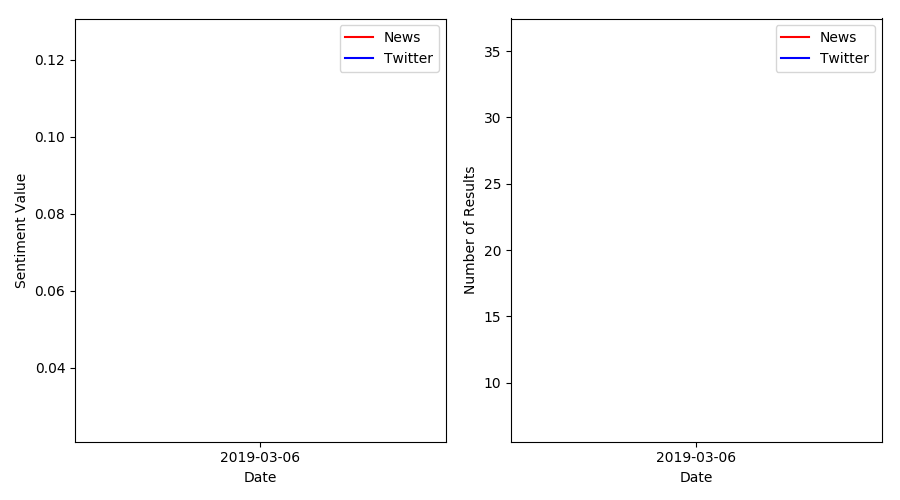 News
Twitter
0.12
0.10
0.08
0.06
0.04
Sentiment Value
2019-03-06
Date
News
Twitter
35
30
25
20
15
10
Number of Results
2019-03-06
Date